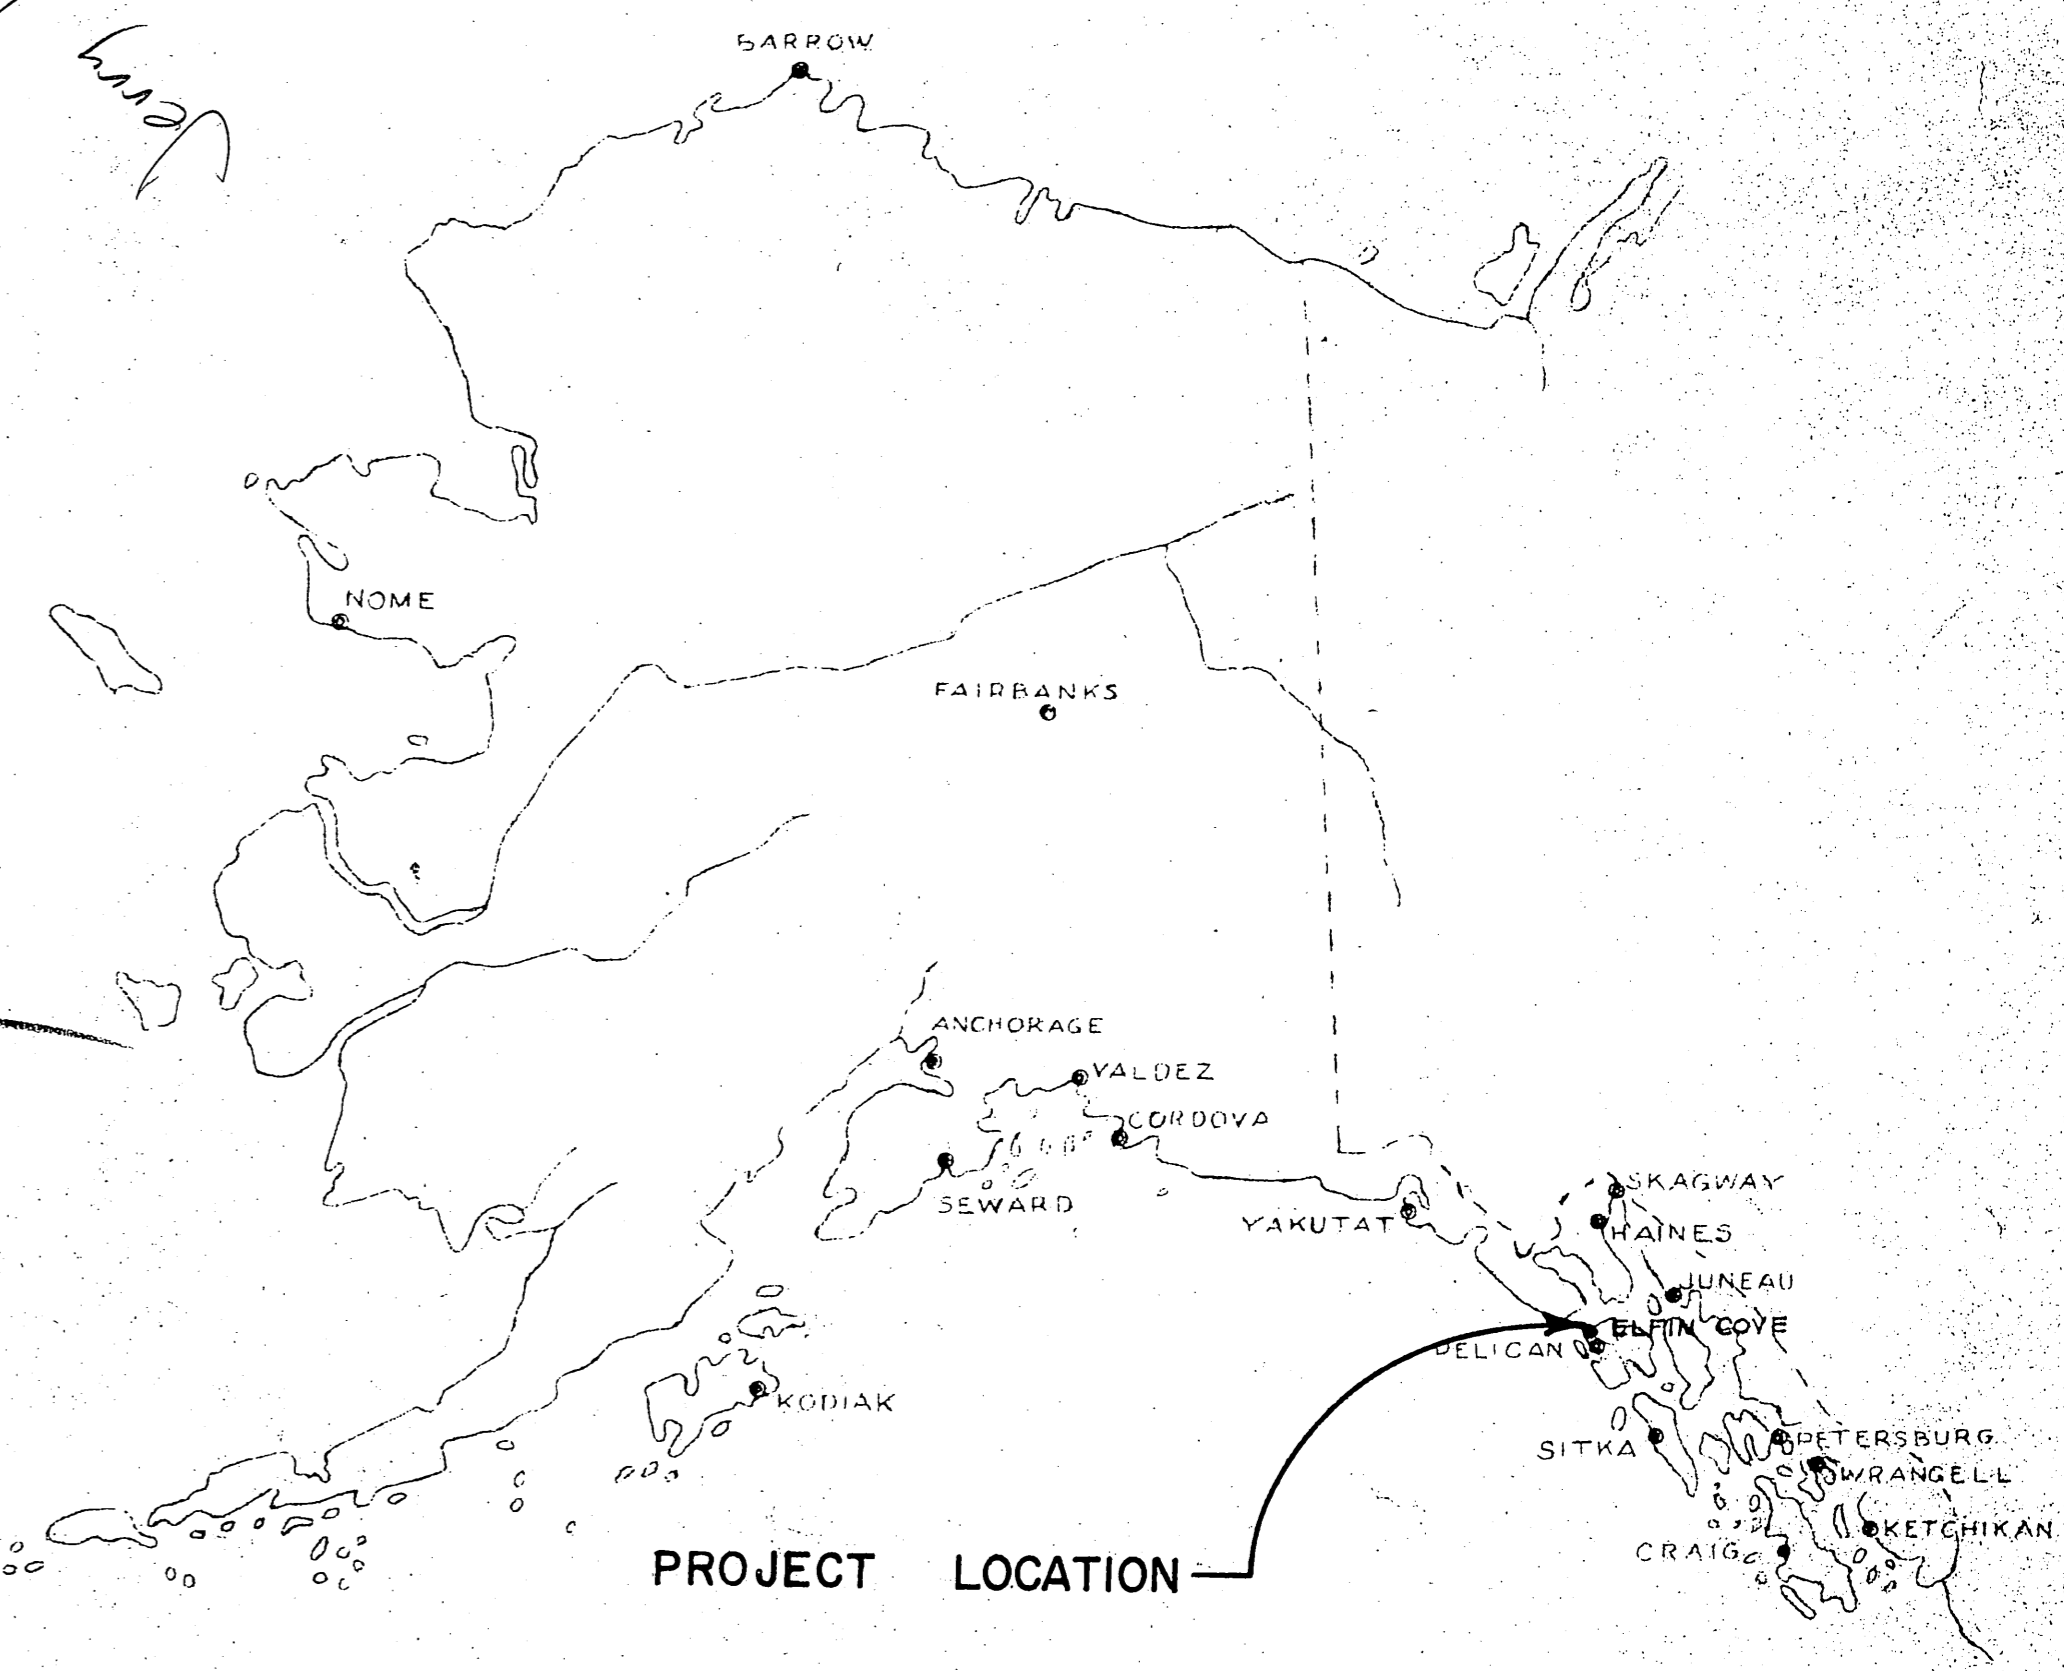 Jerry
BARROW
NOME
FAIRBANKS
ANCHORAGE
VALDEZ
CORDOVA
SEWARD
YAKUTAT
SKAGWAY
HAINES
JUNEAU
ELFIN COVE
PELICAN
KODIAK
SITKA
PETERSBURG
WRANGELL
KETCHIKAN
CRAIG
PROJECT LOCATION